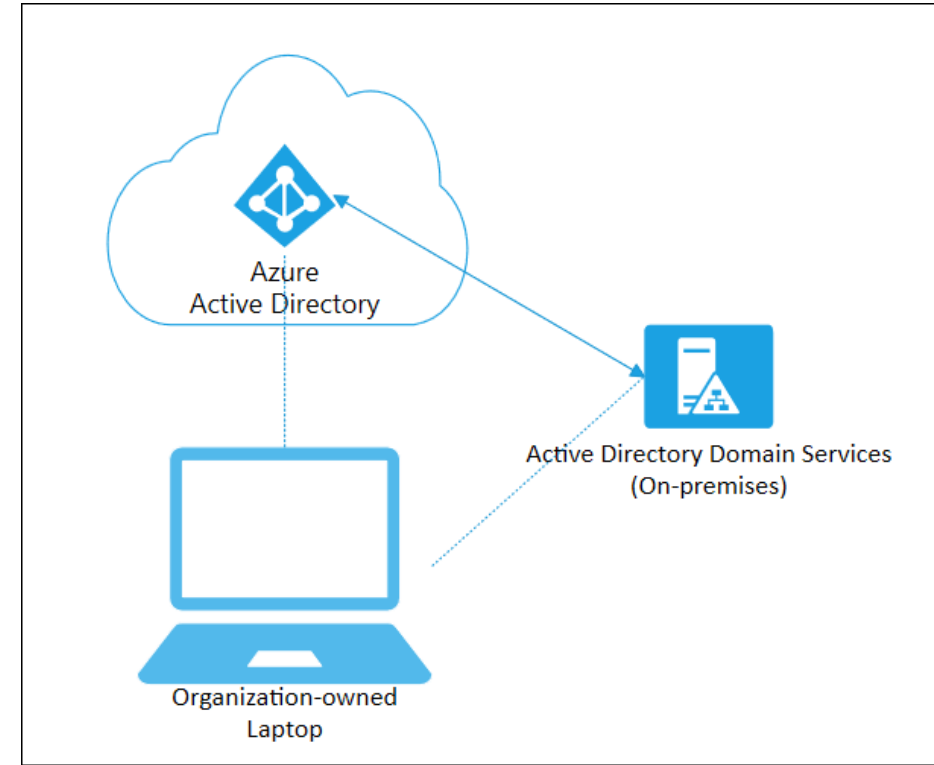 Azure
Active Directory
Active Directory Domain Services
(On-premises)
Organization-owned
Laptop